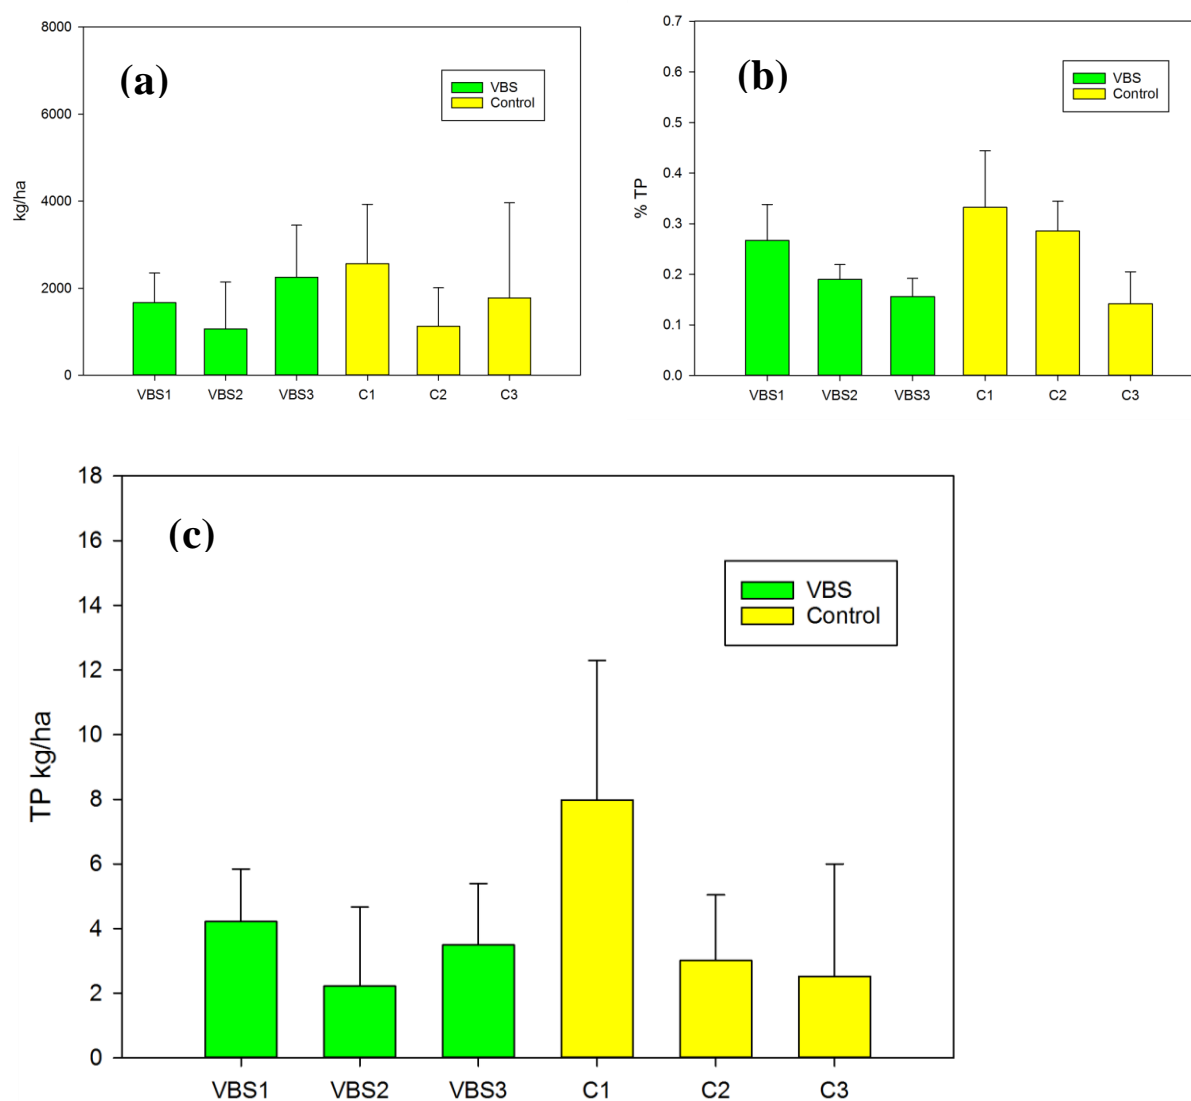 (a)
VBS
Control
kg/ha
8000
6000
4000
2000
0
VBS1 VBS2 VBS3 C1 C2 C3
(b)
VBS
Control
% TP
0.7
0.6
0.5
0.4
0.3
0.2
0.1
0.0
VBS1 VBS2 VBS3 C1 C2 C3
(c)
VBS
Control
TP kg/ha
18
16
14
12
10
8
6
4
2
0
VBS1 VBS2 VBS3 C1 C2 C3